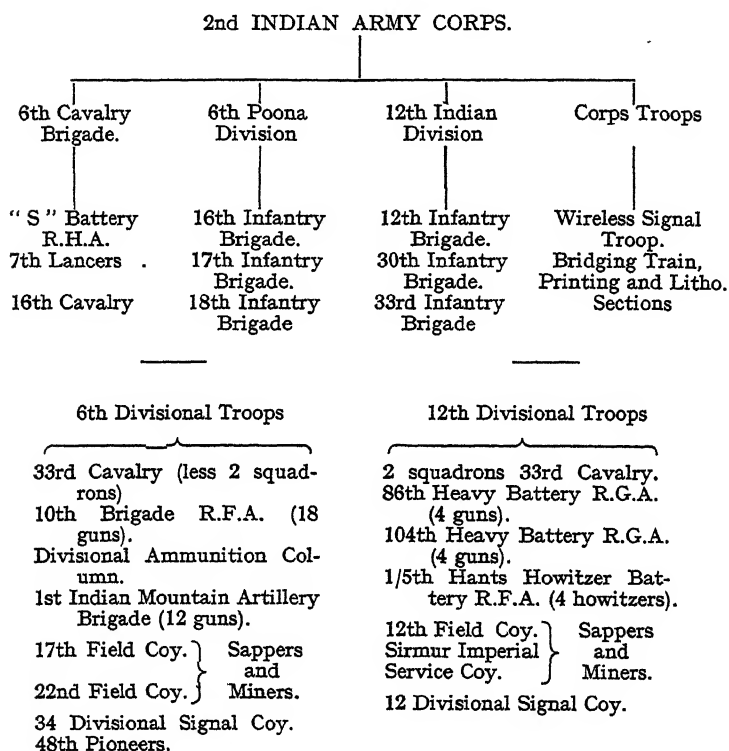 2nd INDIAN ARMY CORPS.
6th Cavalry
Brigade.
6th Poona
Division
12th Indian
Division
Corps Troops
"S" Battery
R.H.A.
7th Lancers .
16th Cavalry
16th Infantry
Brigade.
17th Infantry
Brigade.
18th Infantry
Brigade
12th Infantry
Brigade.
30th Infantry
Brigade.
33rd Infantry
Brigade
Wireless Signal
Troop.
Bridging Train,
Printing and Litho.
Sections
6th Divisional Troops
33rd Cavalry (less 2 squad-
rons)
10th Brigade R.F.A. (18
guns).
Divisional Ammunition Col-
umn.
1st Indian Mountain Artillery
Brigade (12 guns).
17th Field Coy.
22nd Field Coy.
Sappers
and
Miners.
34 Divisional Signal Coy.
48th Pioneers.
12th Divisional Troops
2 squadrons 33rd Cavalry.
86th Heavy Battery R.G.A.
(4 guns).
104th Heavy Battery R.G.A.
(4 guns).
1/5th Hants Howitzer Bat-
tery R.F.A. (4 howitzers).
12th Field Coy.
Sirmur Imperial
Service Coy.
Sappers
and
Miners.
12 Divisional Signal Coy.